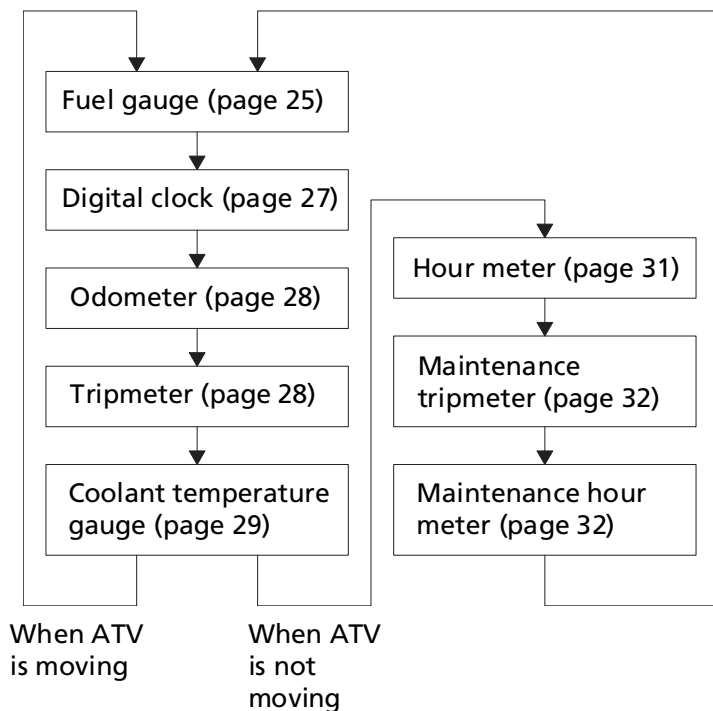 Fuel gauge (page 25)
Digital clock (page 27)
Odometer (page 28)
Tripmeter (page 28)
Coolant temperature
gauge (page 29)
When ATV
is moving
When ATV
is not
moving
Hour meter (page 31)
Maintenance
tripmeter (page 32)
Maintenance hour
meter (page 32)